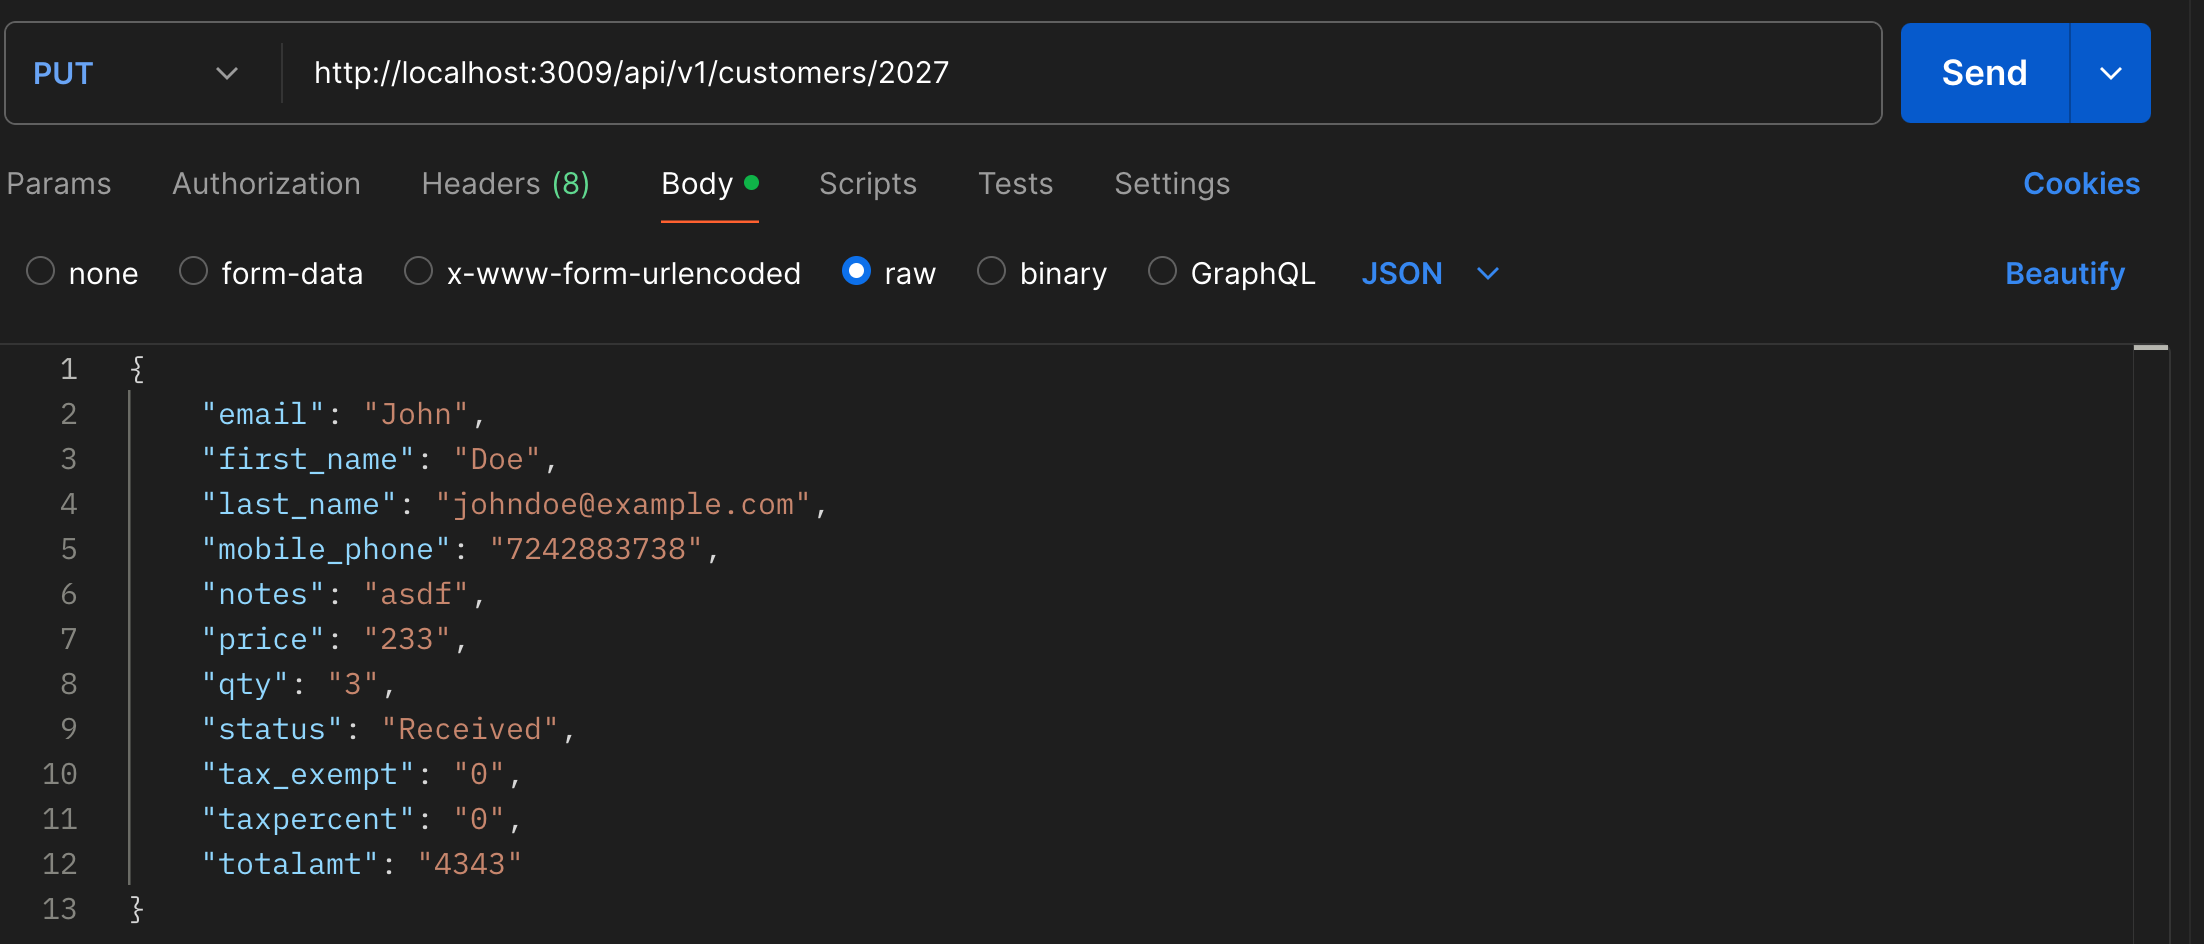 PUT http://localhost:3009/api/v1/customers/2027 Send
Params Authorization Headers (8) Body Scripts Tests Settings Cookies
none form-data x-www-form-urlencoded raw binary GraphQL JSON Beautify
1 {
2 "email": "John",
3 "first_name": "Doe",
4 "last_name": "johndoe@example.com",
5 "mobile_phone": "7242883738",
6 "notes": "asdf",
7 "price": "233",
8 "qty": "3",
9 "status": "Received",
10 "tax_exempt": "0",
11 "taxpercent": "0",
12 "totalamt": "4343"
13 }